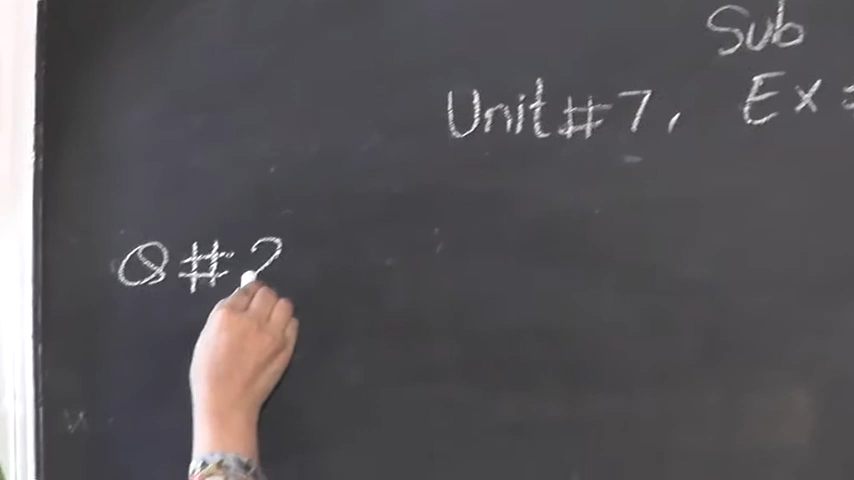 Sub
Unit #7, Ex =
Q #2